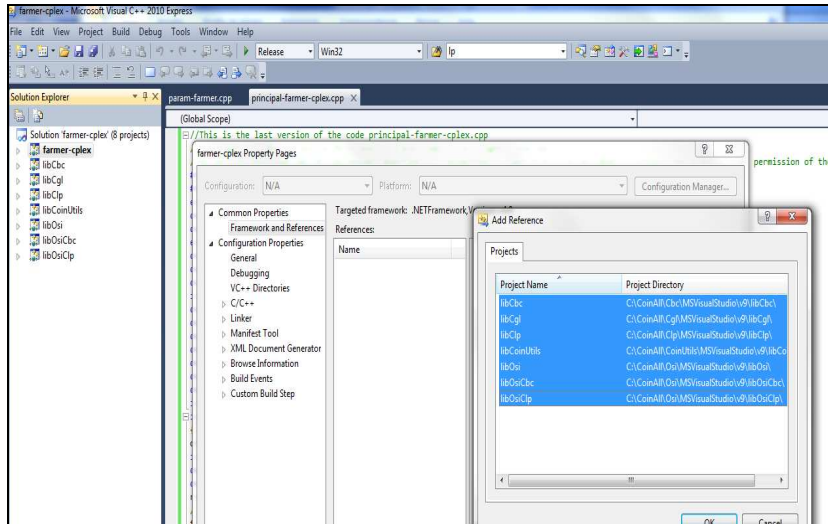 farmer-cplex - Microsoft Visual C++ 2010 Express
File Edit View Project Build Debug Tools Window Help
Release Win32 lp
Solution Explorer
param-farmer.cpp principal-farmer-cplex.cpp X
(Global Scope)
Solution 'farmer-cplex' (8 projects)
farmer-cplex
libCbc
libCgl
libClp
libCoinUtils
libOsi
libOsiCbc
libOsiClp
//This is the last version of the code principal-farmer-cplex.cpp
permission of the
farmer-cplex Property Pages
Configuration: N/A Platform: N/A Configuration Manager...
Common Properties
Framework and References
Configuration Properties
General
Debugging
VC++ Directories
C/C++
Linker
Manifest Tool
XML Document Generator
Browse Information
Build Events
Custom Build Step
Targeted framework: .NETFramework,V
References:
Name
Add Reference
Projects
Project Name Project Directory
libCbc C:\CoinAll\Cbc\MSVisualStudio\v9\libCbc\
libCgl C:\CoinAll\Cgl\MSVisualStudio\v9\libCgl\
libClp C:\CoinAll\Clp\MSVisualStudio\v9\libClp\
libCoinUtils C:\CoinAll\CoinUtils\MSVisualStudio\v9\libCo
libOsi C:\CoinAll\Osi\MSVisualStudio\v9\libOsi\
libOsiCbc C:\CoinAll\Osi\MSVisualStudio\v9\libOsiCbc\
libOsiClp C:\CoinAll\Osi\MSVisualStudio\v9\libOsiClp\
OK Cancel